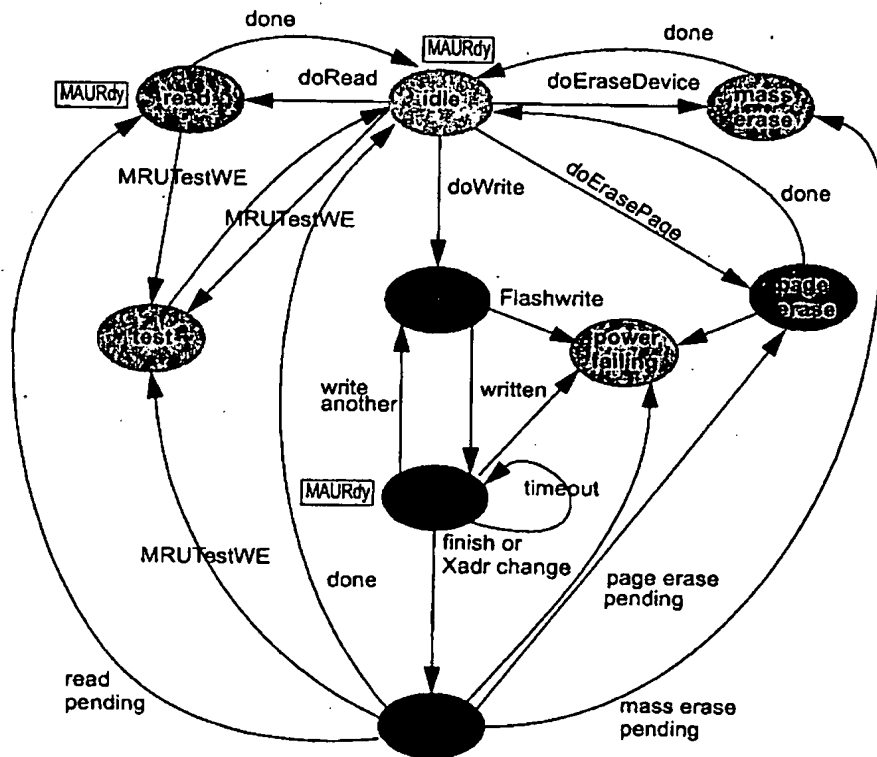 done
done
MAURdy
MAURdy
read
doRead
idle
doEraseDevice
mass
erase
MRUTestWE
MRUTestWE
doWrite
doErasePage
done
Flashwrite
page
erase
test
power
failing
write
another
written
MAURdy
timeout
MRUTestWE
done
finish or
Xadr change
page erase
pending
read
pending
mass erase
pending